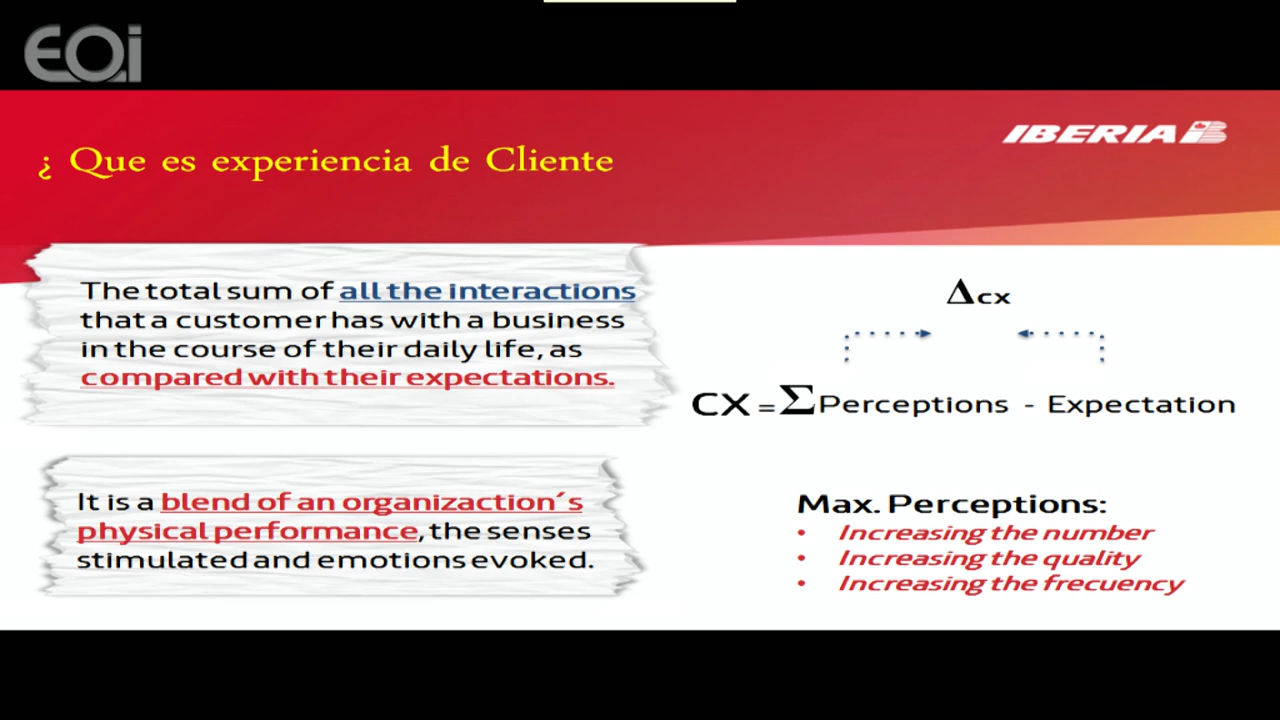 EOi
IBERIA
¿ Que es experiencia de Cliente
The total sum of all the interactions
that a customer has with a business
in the course of their daily life, as
compared with their expectations.
It is a blend of an organizaction´s
physical performance, the senses
stimulated and emotions evoked.
Δcx
CX = ΣPerceptions - Expectation
Max. Perceptions:
• Increasing the number
• Increasing the quality
• Increasing the frecuency